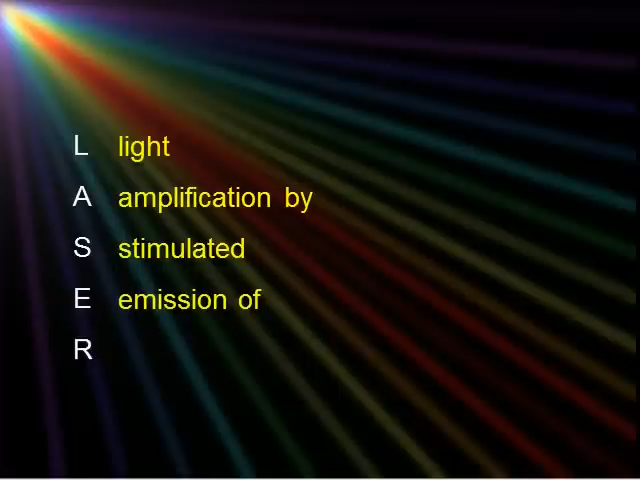 L light
A amplification by
S stimulated
E emission of
R